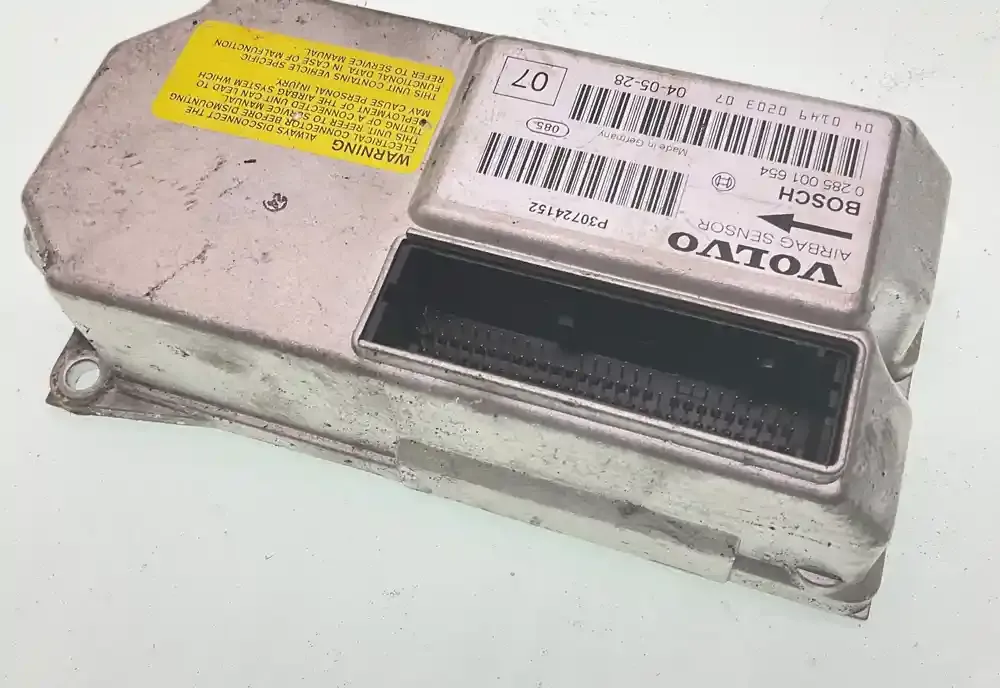 VOLVO
AIRBAG SENSOR
BOSCH
0 285 001 654
P30724152
Made in Germany
085
04 0149 0203 07
04-05-28
07
WARNING
ALWAYS DISCONNECT THE
ELECTRICAL CONNECTOR BEFORE DISMOUNTING
THIS UNIT. REFER TO SERVICE MANUAL.
TILTING OF A CONNECTED UNIT CAN LEAD TO
DEPLOYMENT OF THE AIRBAG SYSTEM WHICH
MAY CAUSE PERSONAL INJURY.
THIS UNIT CONTAINS VEHICLE SPECIFIC
FUNCTIONAL DATA IN CASE OF MALFUNCTION
REFER TO SERVICE MANUAL.